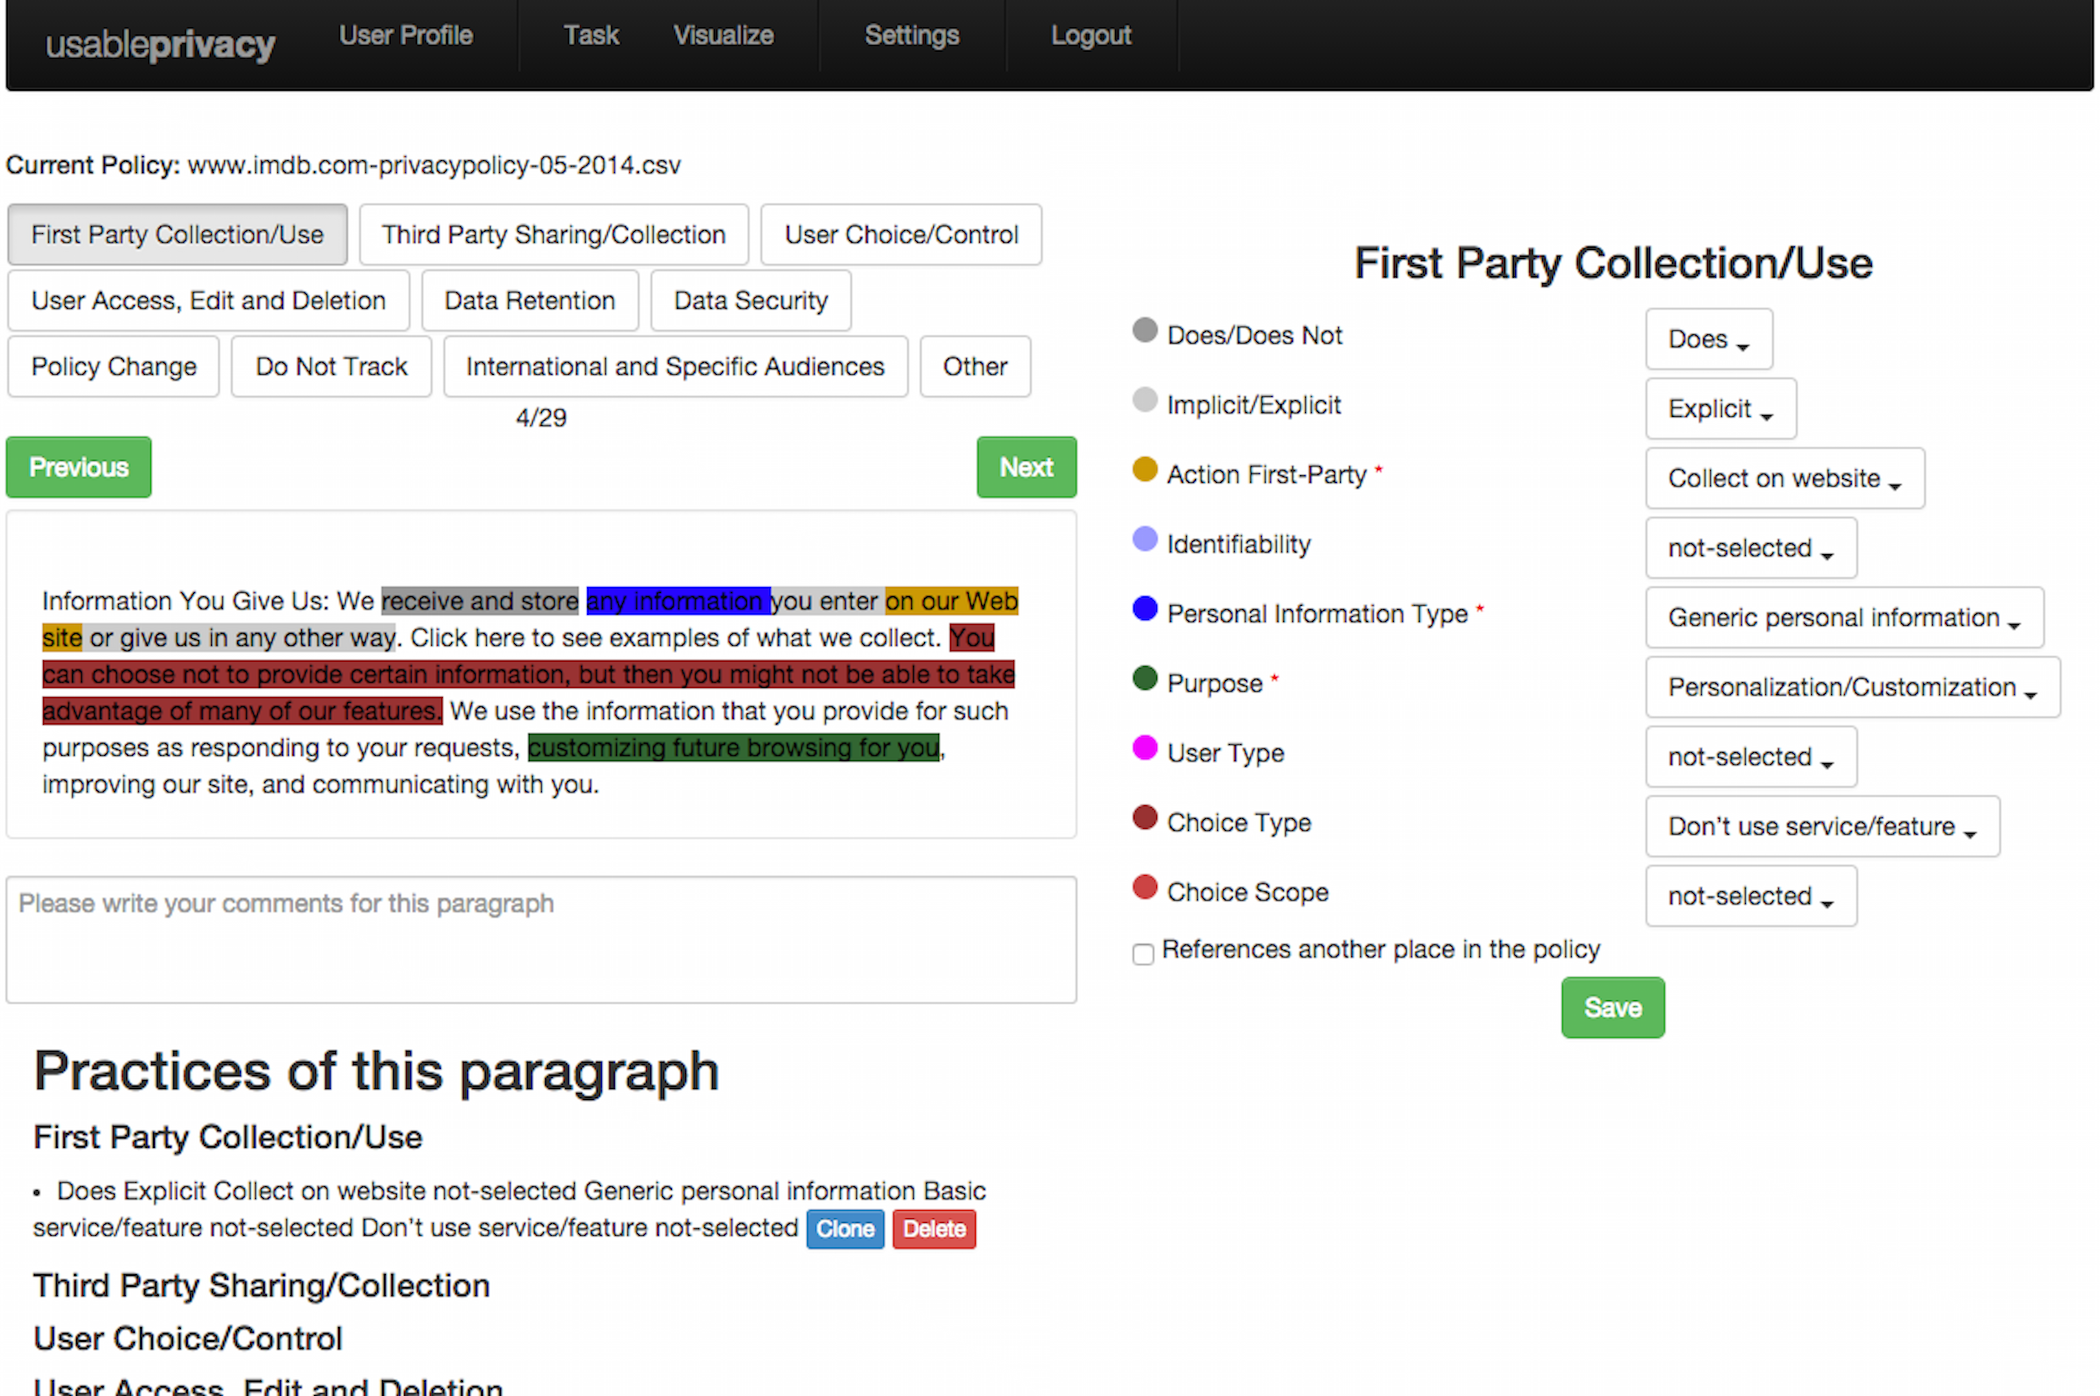 usableprivacy User Profile Task Visualize Settings Logout
Current Policy: www.imdb.com-privacypolicy-05-2014.csv
First Party Collection/Use Third Party Sharing/Collection User Choice/Control
User Access, Edit and Deletion Data Retention Data Security
Policy Change Do Not Track International and Specific Audiences Other
4/29
Previous Next
Information You Give Us: We receive and store any information you enter on our Web
site or give us in any other way. Click here to see examples of what we collect. You
can choose not to provide certain information, but then you might not be able to take
advantage of many of our features. We use the information that you provide for such
purposes as responding to your requests, customizing future browsing for you,
improving our site, and communicating with you.
Please write your comments for this paragraph
Practices of this paragraph
First Party Collection/Use
• Does Explicit Collect on website not-selected Generic personal information Basic
service/feature not-selected Don't use service/feature not-selected Clone Delete
Third Party Sharing/Collection
User Choice/Control
User Access, Edit and Deletion
First Party Collection/Use
Does/Does Not Does
Implicit/Explicit Explicit
Action First-Party * Collect on website
Identifiability not-selected
Personal Information Type * Generic personal information
Purpose * Personalization/Customization
User Type not-selected
Choice Type Don't use service/feature
Choice Scope not-selected
References another place in the policy
Save